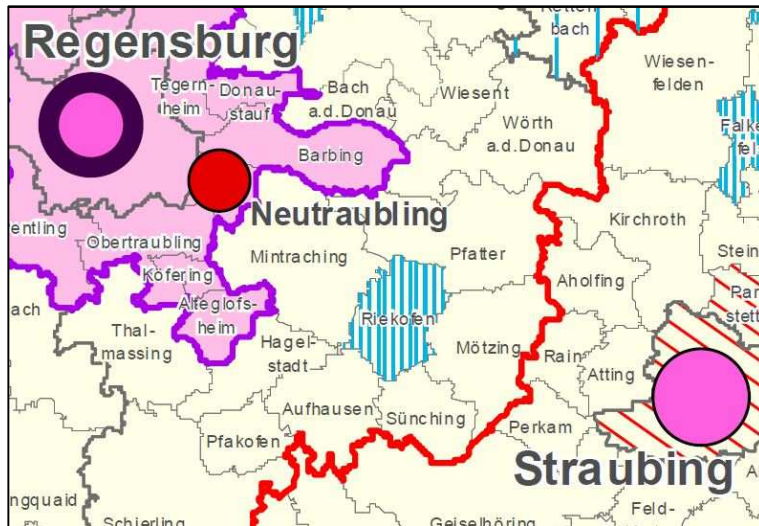 Regensburg
Ketten
bach
Wiesen-
felden
Tegern-
heim
Donau-
stauf
Bach
a.d.Donau
Wiesent
Wörth
a.d.Donau
Barbing
Neutraubling
Obertraubling
Mintraching
Pfatter
Kirchroth
Köfering
Aholfing
Alteglofs-
heim
Riekofen
Thal-
massing
Hagel
stadt
Mötzing
Rain
Atting
Aufhausen
Sünching
Perkam
Pfakofen
Straubing
Schierling
Geiselhöring
Feld-